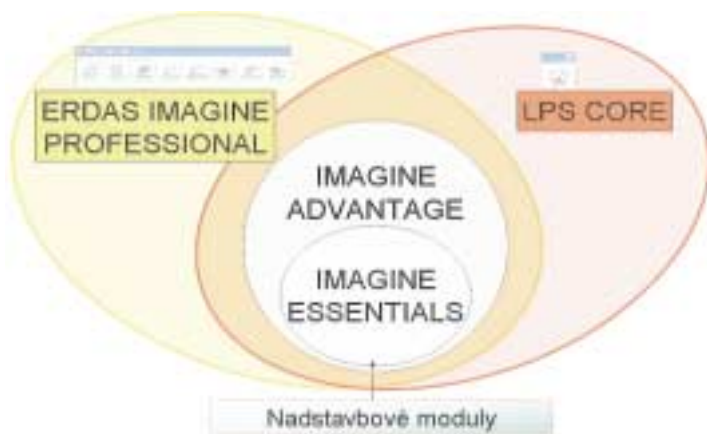 ERDAS IMAGINE
PROFESSIONAL
LPS CORE
IMAGINE
ADVANTAGE
IMAGINE
ESSENTIALS
Nadstavbové moduly